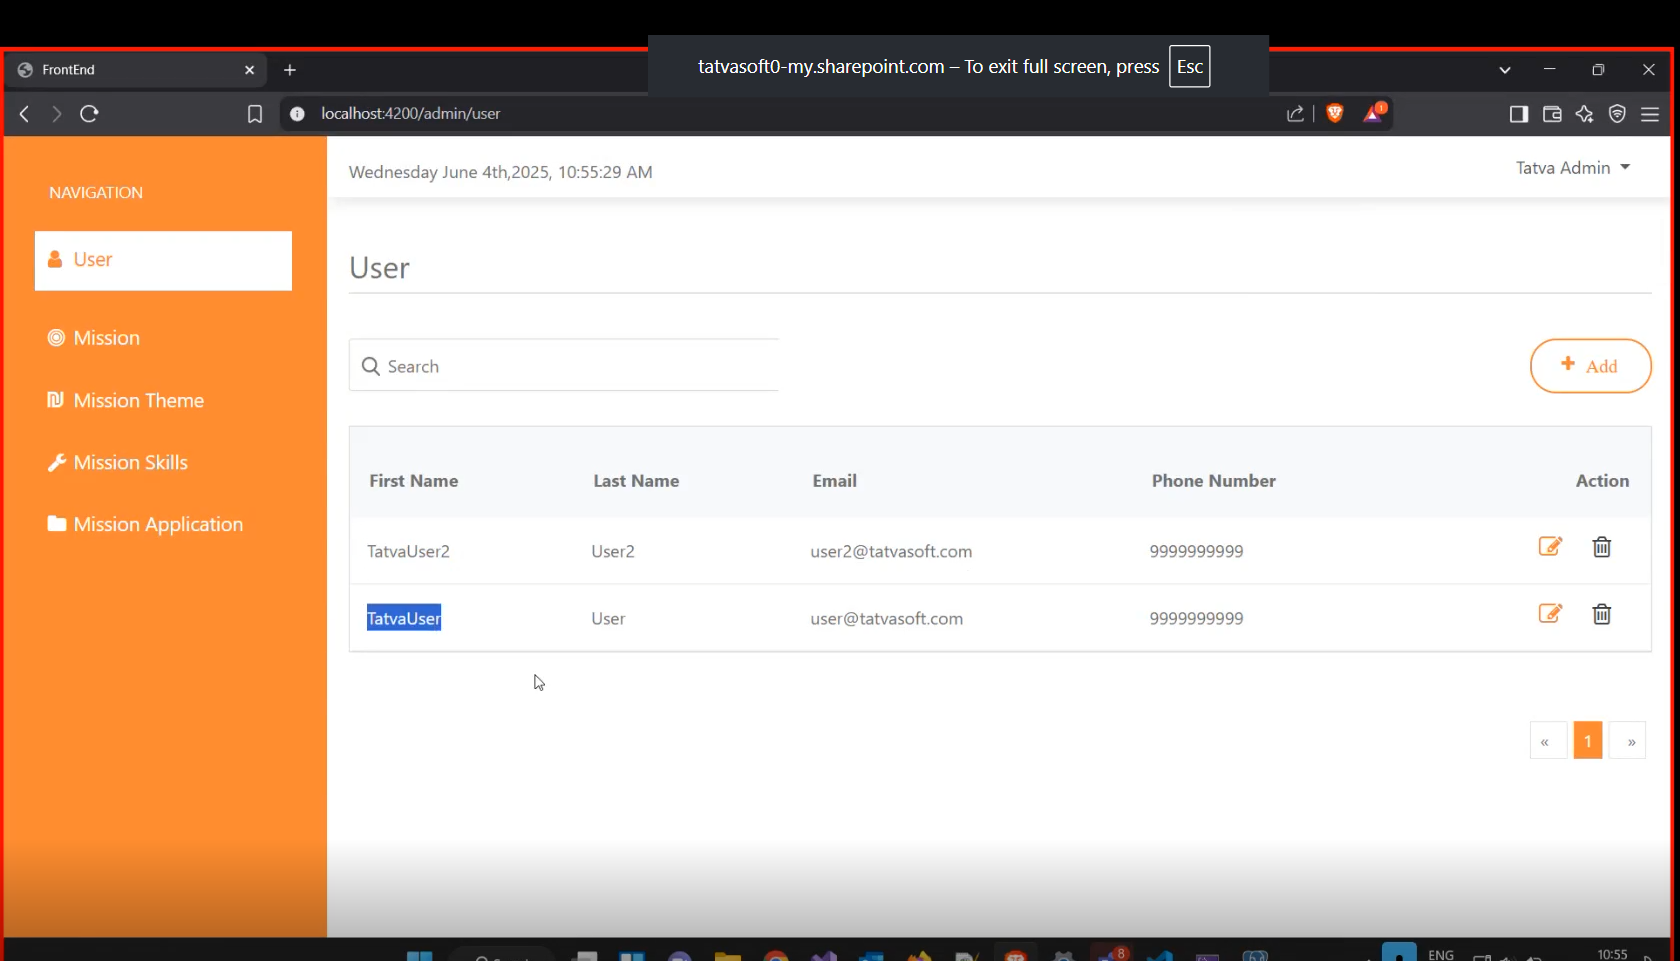 FrontEnd
tatvasoft0-my.sharepoint.com – To exit full screen, press Esc
localhost:4200/admin/user
1
NAVIGATION
User
Mission
Mission Theme
Mission Skills
Mission Application
Wednesday June 4th,2025, 10:55:29 AM
Tatva Admin
User
Search
+ Add
First Name Last Name Email Phone Number Action
TatvaUser2 User2 user2@tatvasoft.com 9999999999
TatvaUser User user@tatvasoft.com 9999999999
« 1 »
8
ENG
10:55